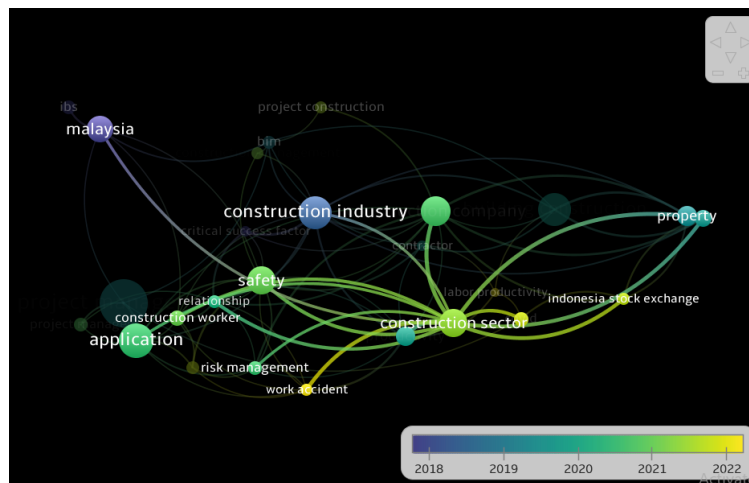 ibs
project construction
malaysia
bim
construction industry
company
property
critical success factor
contractor
safety
labor productivity
relationship
indonesia stock exchange
project
construction worker
construction sector
application
risk management
work accident
2018
2019
2020
2021
2022